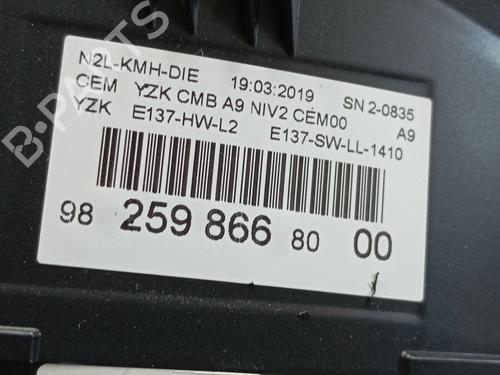 N2L-KMH-DIE 19:03:2019 SN 2-0835
CEM YZK CMB A9 NIV2 CEM00 A9
YZK E137-HW-L2 E137-SW-LL-1410
98 259 866 80 00
B-PARTS